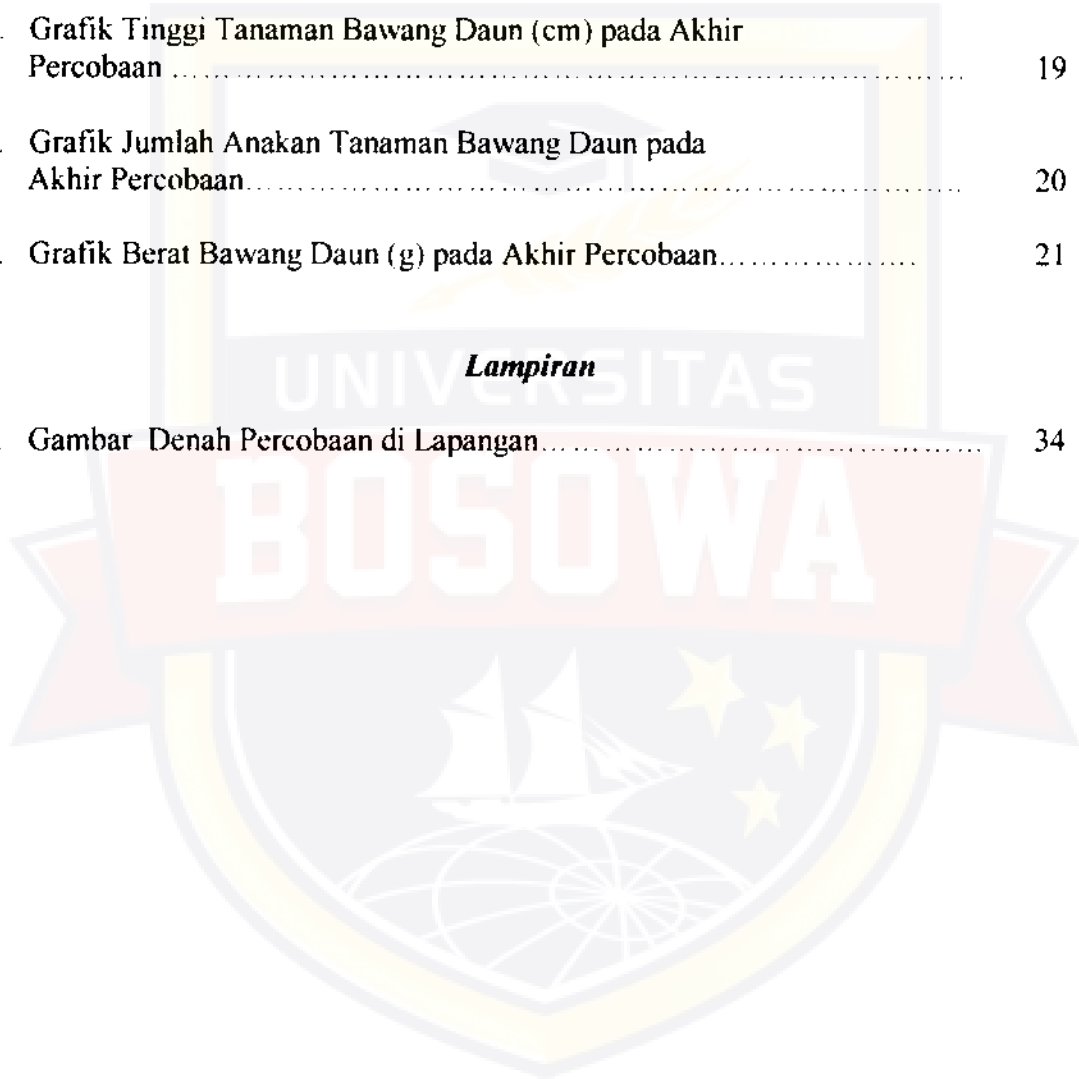 . Grafik Tinggi Tanaman Bawang Daun (cm) pada Akhir
Percobaan ........................................................................ 19
. Grafik Jumlah Anakan Tanaman Bawang Daun pada
Akhir Percobaan................................................................. 20
. Grafik Berat Bawang Daun (g) pada Akhir Percobaan.................. 21
Lampiran
UNIVERSITAS
. Gambar Denah Percobaan di Lapangan........................................ 34
BOSOWA